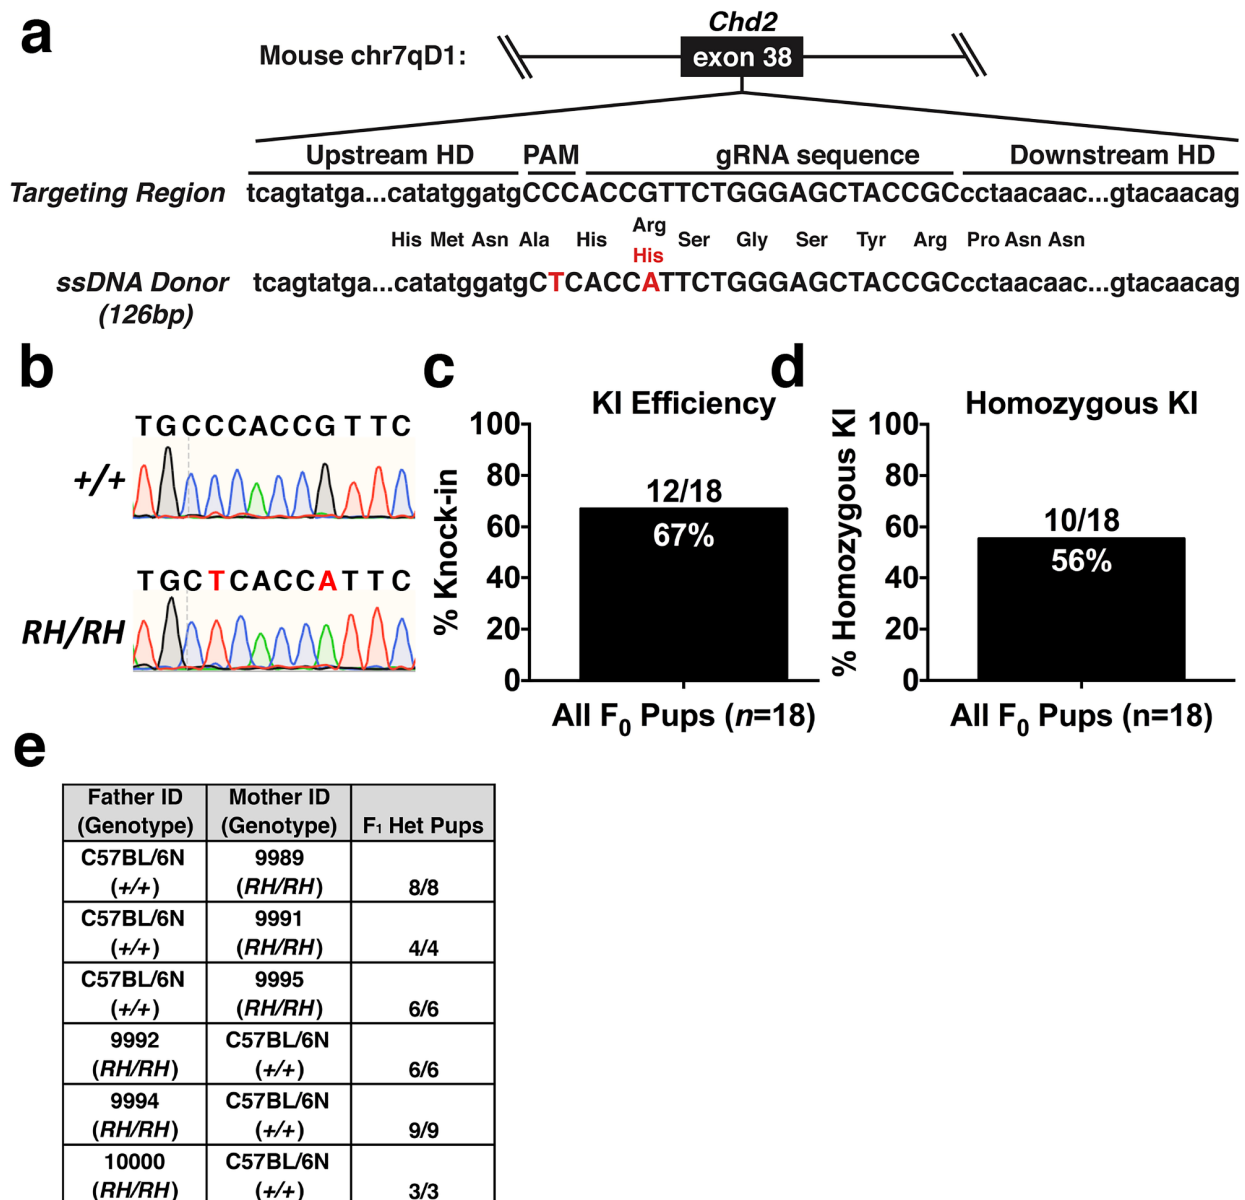 a
Chd2
Mouse chr7qD1:
exon 38
Upstream HD PAM gRNA sequence Downstream HD
Targeting Region tcagtatga...catatggatgCCCACCGTTCTGGGAGCTACCGCcctaacaac...gtacaacag
Arg
His Met Asn Ala His Ser Gly Ser Tyr Arg Pro Asn Asn
His
ssDNA Donor tcagtatga...catatggatgCTCACCATTCTGGGAGCTACCGCcctaacaac...gtacaacag
(126bp)
b
TGCCCACCGTTC
+/+
TGCTCACCATTC
RH/RH
c
KI Efficiency
% Knock-in
100
80
60
40
20
0
12/18
67%
All F0 Pups (n=18)
d
Homozygous KI
% Homozygous KI
100
80
60
40
20
0
10/18
56%
All F0 Pups (n=18)
e
Father ID Mother ID
(Genotype) (Genotype) F1 Het Pups
C57BL/6N 9989
(+/+) (RH/RH) 8/8
C57BL/6N 9991
(+/+) (RH/RH) 4/4
C57BL/6N 9995
(+/+) (RH/RH) 6/6
9992 C57BL/6N
(RH/RH) (+/+) 6/6
9994 C57BL/6N
(RH/RH) (+/+) 9/9
10000 C57BL/6N
(RH/RH) (+/+) 3/3